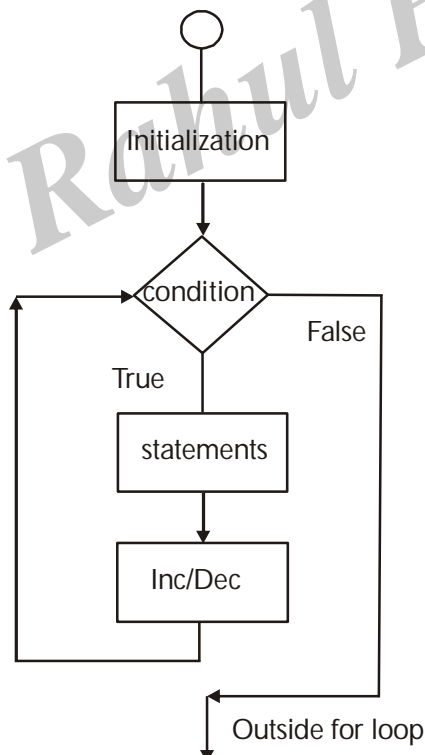 Rahul
Initialization
condition
False
True
statements
Inc/Dec
Outside for loop